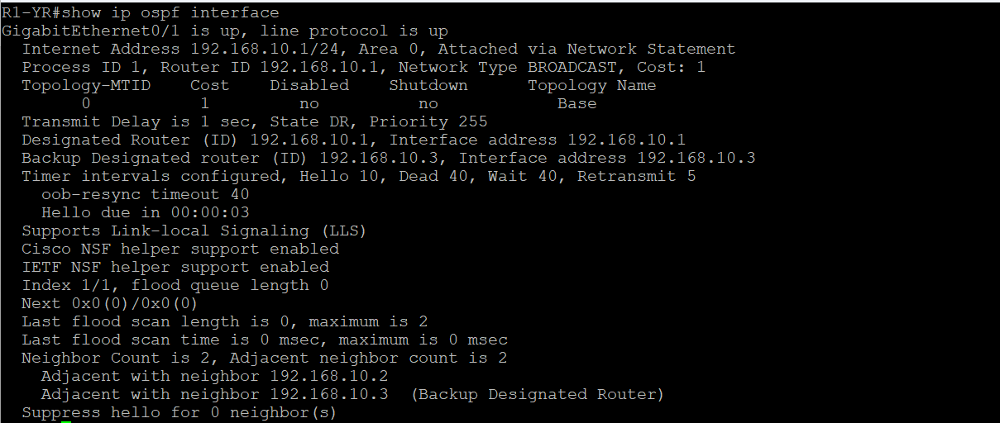 R1-YR#show ip ospf interface
GigabitEthernet0/1 is up, line protocol is up
  Internet Address 192.168.10.1/24, Area 0, Attached via Network Statement
  Process ID 1, Router ID 192.168.10.1, Network Type BROADCAST, Cost: 1
  Topology-MTID    Cost    Disabled    Shutdown      Topology Name
        0           1         no          no            Base
  Transmit Delay is 1 sec, State DR, Priority 255
  Designated Router (ID) 192.168.10.1, Interface address 192.168.10.1
  Backup Designated router (ID) 192.168.10.3, Interface address 192.168.10.3
  Timer intervals configured, Hello 10, Dead 40, Wait 40, Retransmit 5
    oob-resync timeout 40
    Hello due in 00:00:03
  Supports Link-local Signaling (LLS)
  Cisco NSF helper support enabled
  IETF NSF helper support enabled
  Index 1/1, flood queue length 0
  Next 0x0(0)/0x0(0)
  Last flood scan length is 0, maximum is 2
  Last flood scan time is 0 msec, maximum is 0 msec
  Neighbor Count is 2, Adjacent neighbor count is 2
    Adjacent with neighbor 192.168.10.2
    Adjacent with neighbor 192.168.10.3  (Backup Designated Router)
  Suppress hello for 0 neighbor(s)